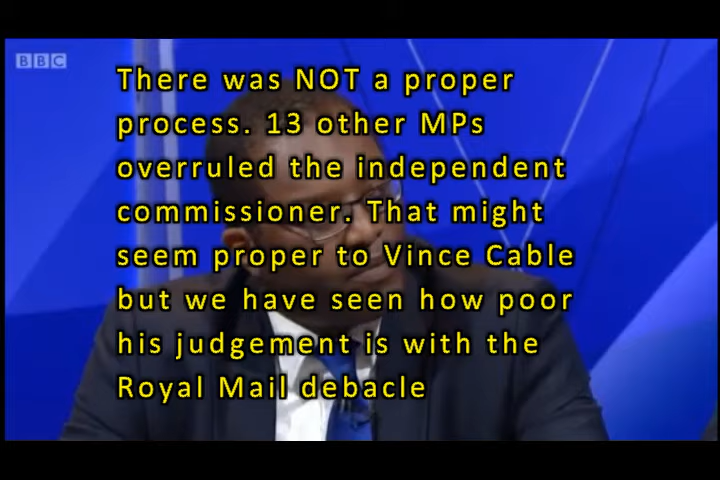 BBC
There was NOT a proper
process. 13 other MPs
overruled the independent
commissioner. That might
seem proper to Vince Cable
but we have seen how poor
his judgement is with the
Royal Mail debacle